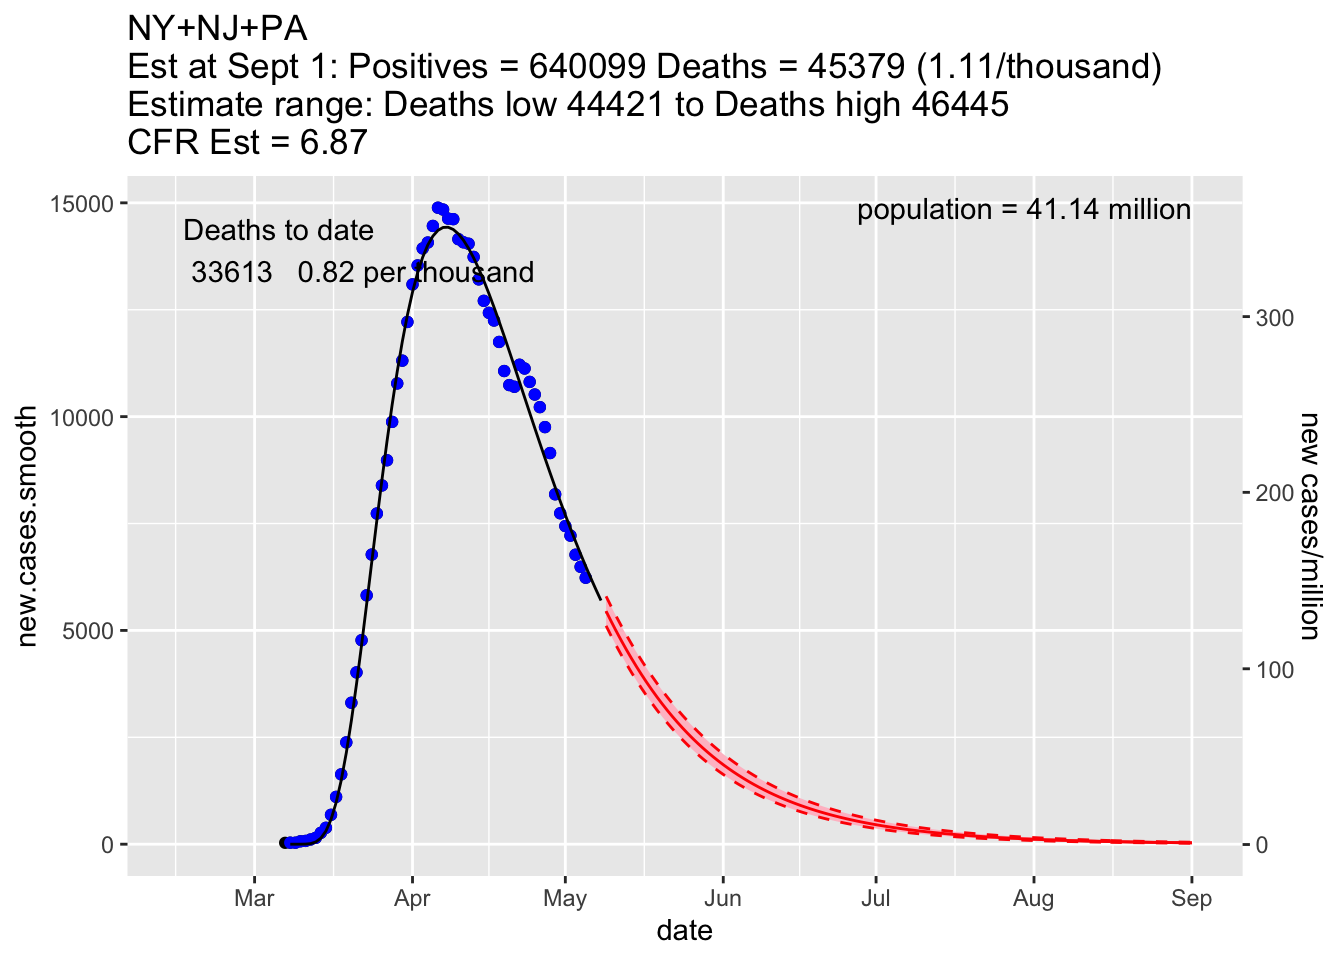 NY+NJ+PA
Est at Sept 1: Positives = 640099 Deaths = 45379 (1.11/thousand)
Estimate range: Deaths low 44421 to Deaths high 46445
CFR Est = 6.87
population = 41.14 million
Deaths to date
33613 0.82 per thousand
15000
10000
5000
0
new.cases.smooth
300
200
100
0
new cases/million
Mar Apr May Jun Jul Aug Sep
date